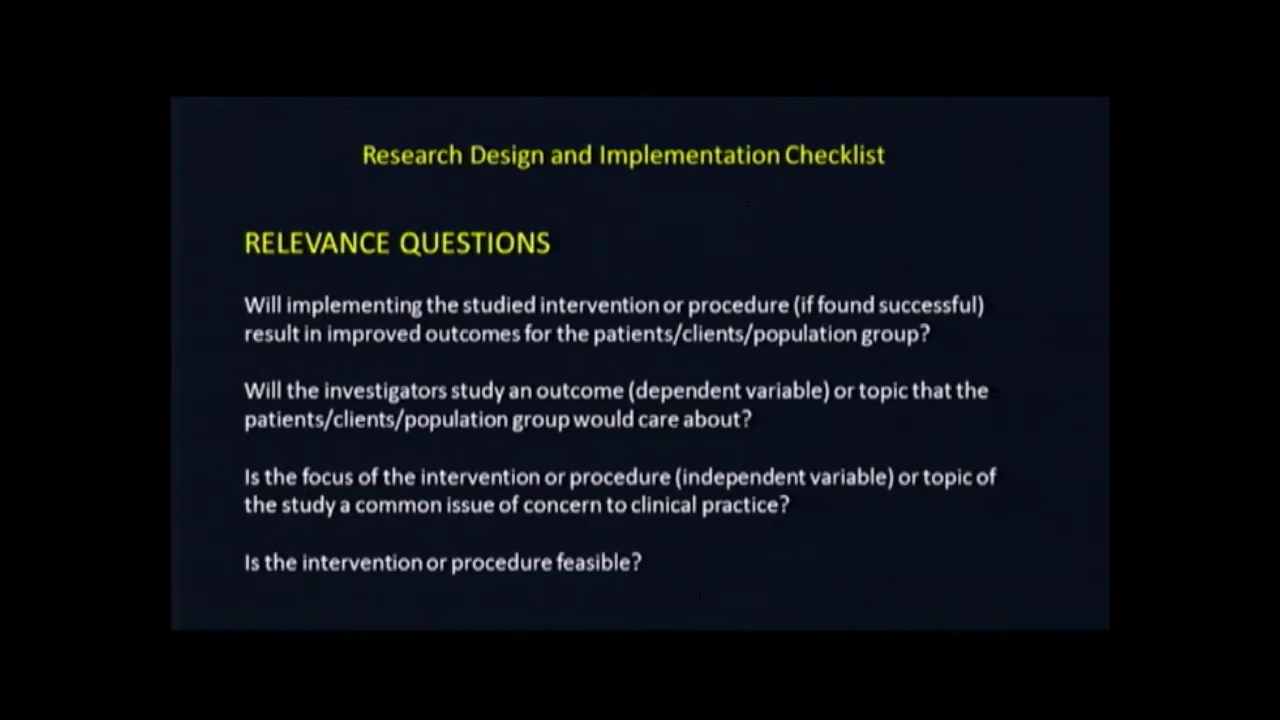 Research Design and Implementation Checklist
RELEVANCE QUESTIONS
Will implementing the studied intervention or procedure (if found successful)
result in improved outcomes for the patients/clients/population group?
Will the investigators study an outcome (dependent variable) or topic that the
patients/clients/population group would care about?
Is the focus of the intervention or procedure (independent variable) or topic of
the study a common issue of concern to clinical practice?
Is the intervention or procedure feasible?